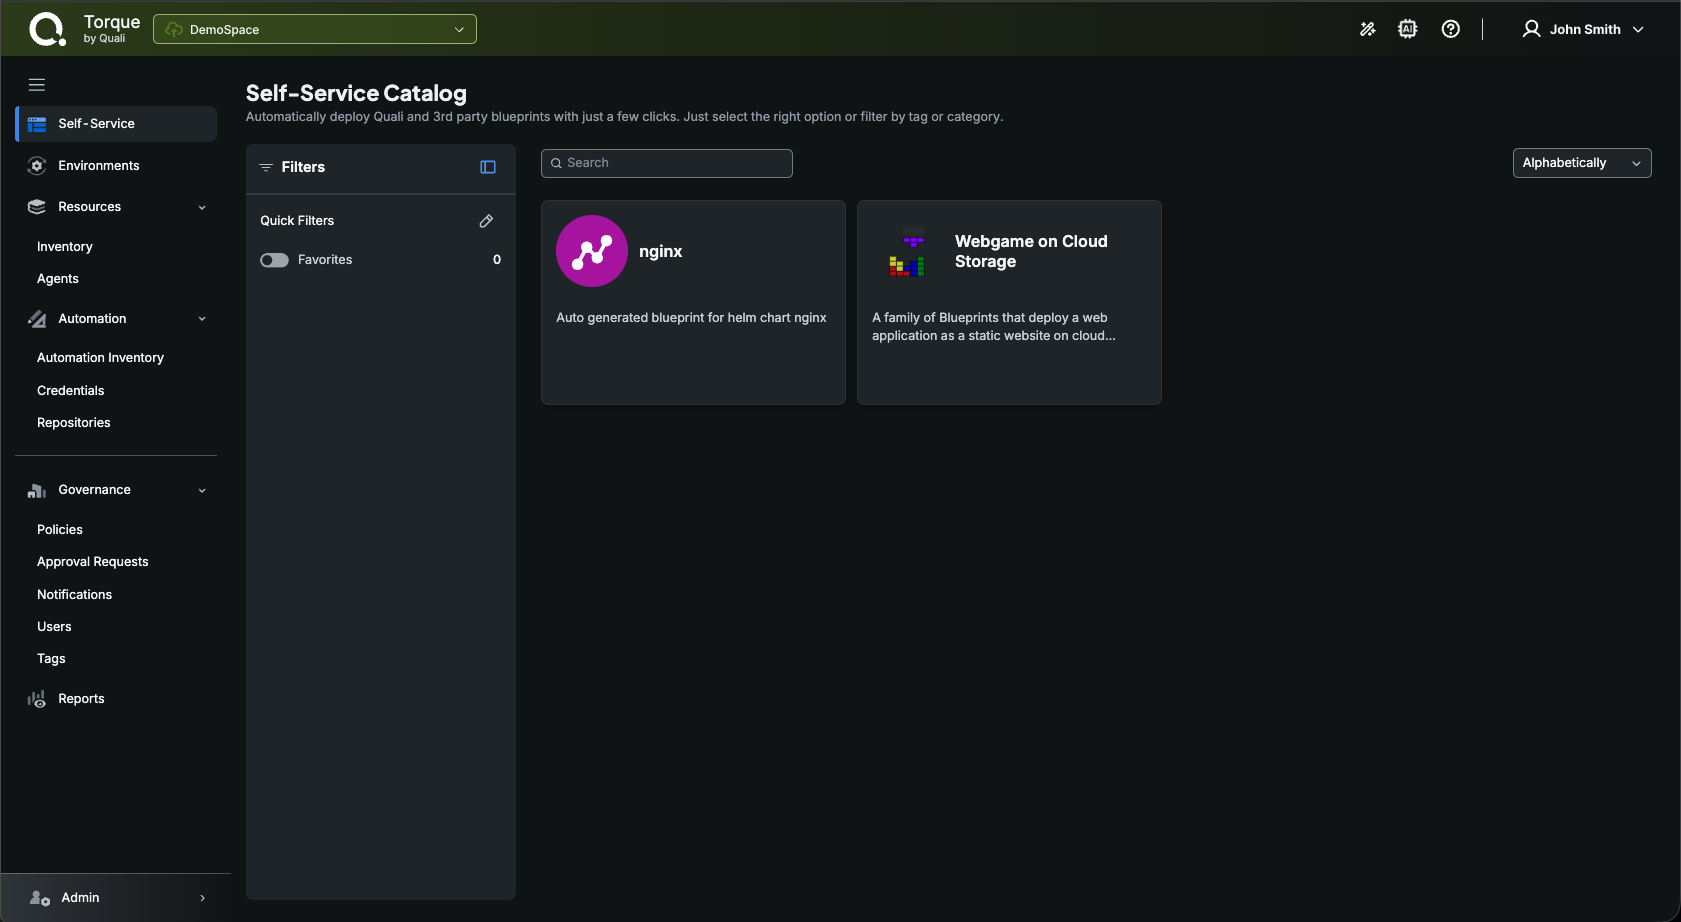 Torque
by Quali
DemoSpace
AI
John Smith
Self-Service
Environments
Resources
Inventory
Agents
Automation
Automation Inventory
Credentials
Repositories
Governance
Policies
Approval Requests
Notifications
Users
Tags
Reports
Admin
Self-Service Catalog
Automatically deploy Quali and 3rd party blueprints with just a few clicks. Just select the right option or filter by tag or category.
Filters
Quick Filters
Favorites 0
Search
Alphabetically
nginx
Auto generated blueprint for helm chart nginx
Webgame on Cloud
Storage
A family of Blueprints that deploy a web
application as a static website on cloud...